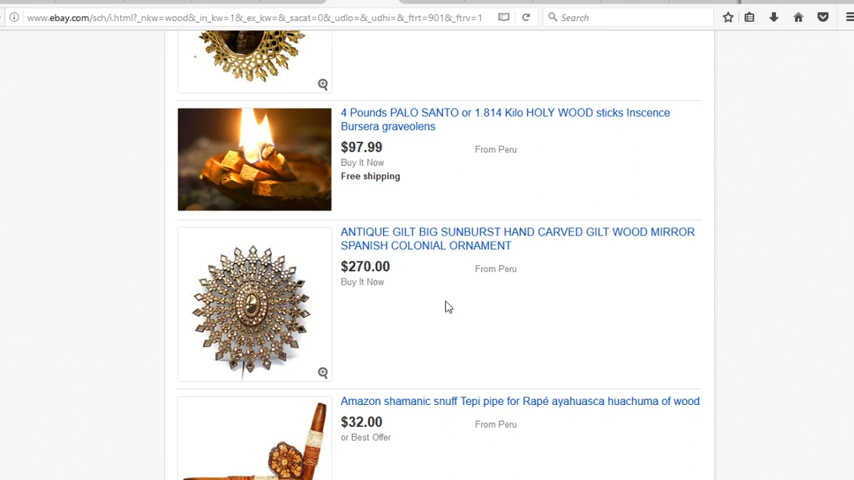 www.ebay.com/sch/i.html?_nkw=wood&_in_kw=1&_ex_kw=&_sacat=0&_udlo=&_udhi=&_ftrt=901&_ftrv=1
Search
4 Pounds PALO SANTO or 1.814 Kilo HOLY WOOD sticks Inscence
Bursera graveolens
$97.99
From Peru
Buy It Now
Free shipping
ANTIQUE GILT BIG SUNBURST HAND CARVED GILT WOOD MIRROR
SPANISH COLONIAL ORNAMENT
$270.00
From Peru
Buy It Now
Amazon shamanic snuff Tepi pipe for Rapé ayahuasca huachuma of wood
$32.00
From Peru
or Best Offer